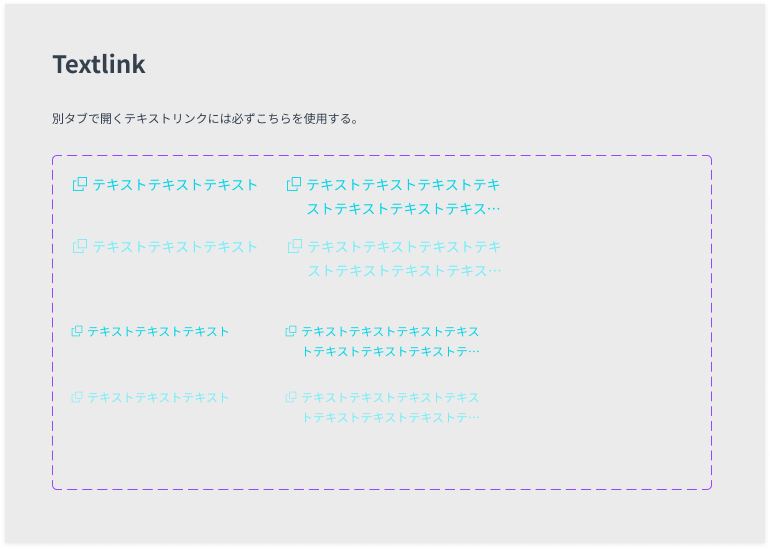 Textlink
別タブで開くテキストリンクには必ずこちらを使用する。
テキストテキストテキスト
テキストテキストテキストテキ
ストテキストテキストテキス…
テキストテキストテキスト
テキストテキストテキストテキ
ストテキストテキストテキス…
テキストテキストテキスト
テキストテキストテキストテキス
トテキストテキストテキストテ…
テキストテキストテキスト
テキストテキストテキストテキス
トテキストテキストテキストテ…